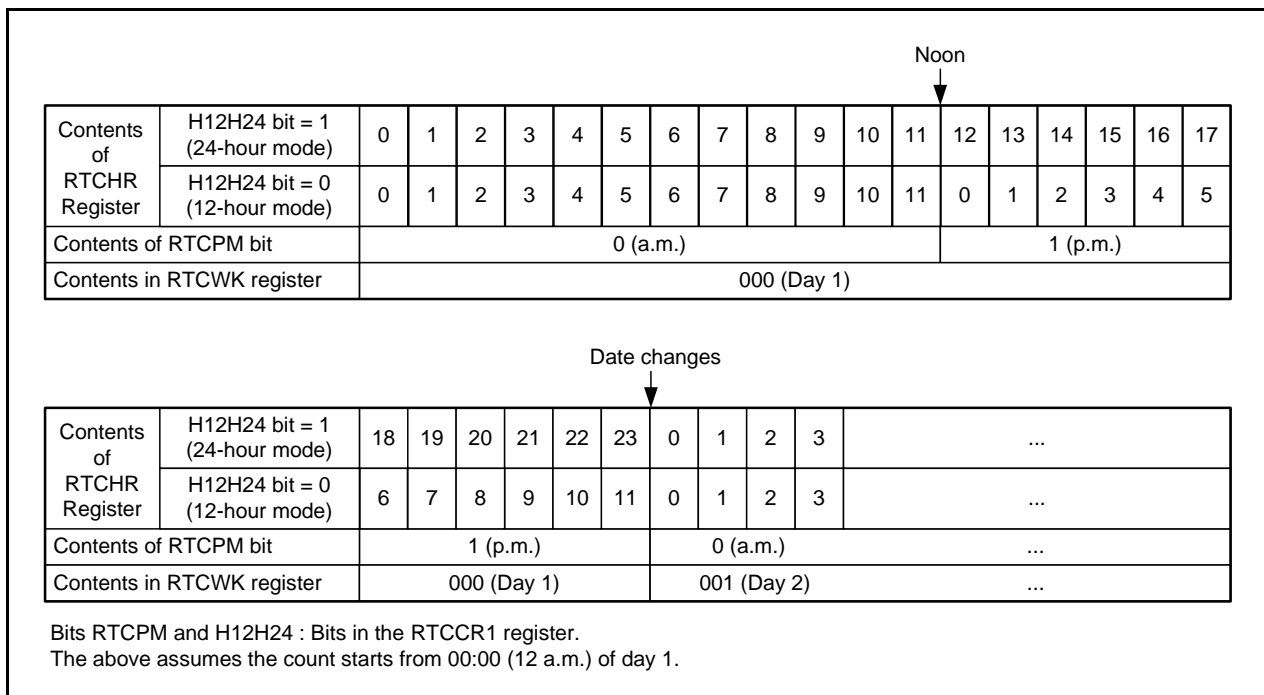 Noon
Contents of RTCHR Register
H12H24 bit = 1 (24-hour mode)
0 1 2 3 4 5 6 7 8 9 10 11 12 13 14 15 16 17
H12H24 bit = 0 (12-hour mode)
0 1 2 3 4 5 6 7 8 9 10 11 0 1 2 3 4 5
Contents of RTCPM bit 0 (a.m.) 1 (p.m.)
Contents in RTCWK register 000 (Day 1)
Date changes
Contents of RTCHR Register
H12H24 bit = 1 (24-hour mode)
18 19 20 21 22 23 0 1 2 3 ...
H12H24 bit = 0 (12-hour mode)
6 7 8 9 10 11 0 1 2 3 ...
Contents of RTCPM bit 1 (p.m.) 0 (a.m.) ...
Contents in RTCWK register 000 (Day 1) 001 (Day 2) ...
Bits RTCPM and H12H24 : Bits in the RTCCR1 register.
The above assumes the count starts from 00:00 (12 a.m.) of day 1.